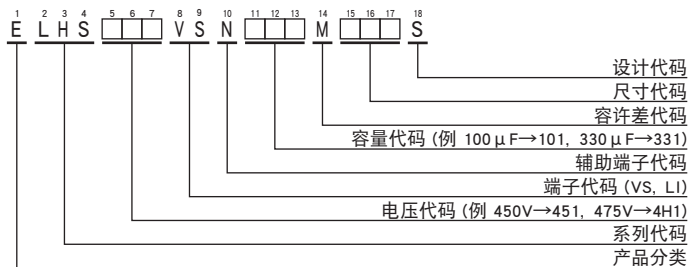 1 2 3 4 5 6 7 8 9 10 11 12 13 14 15 16 17 18
E L H S □□□ V S N □□□ M □□□ S
设计代码
尺寸代码
容许差代码
容量代码 (例 100μF→101, 330μF→331)
辅助端子代码
端子代码 (VS, LI)
电压代码 (例 450V→451, 475V→4H1)
系列代码
产品分类